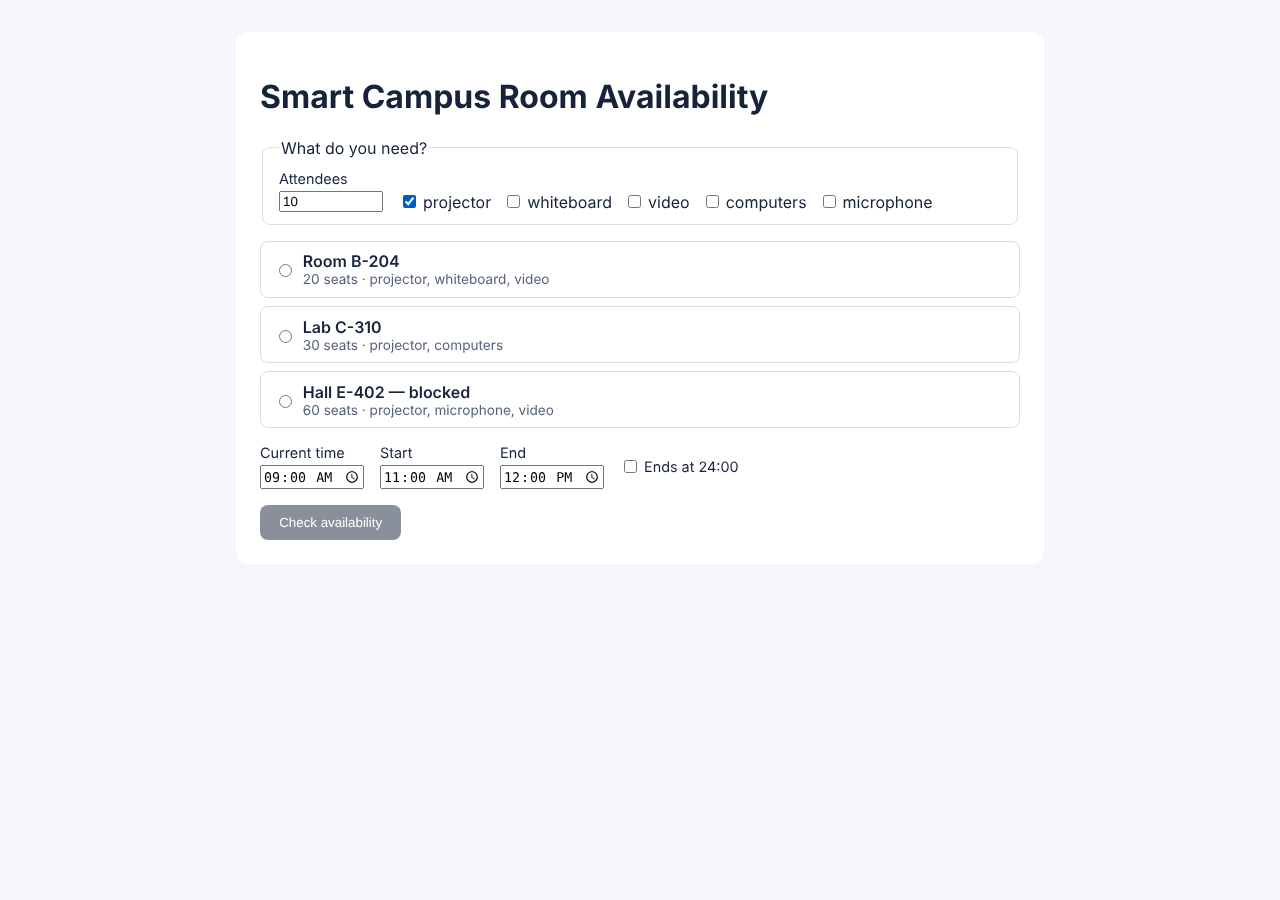 Smart Campus Room Availability
What do you need?
Attendees
10 projector whiteboard video computers microphone
Room B-204
20 seats · projector, whiteboard, video
Lab C-310
30 seats · projector, computers
Hall E-402 — blocked
60 seats · projector, microphone, video
Current time Start End
09:00 AM 11:00 AM 12:00 PM Ends at 24:00
Check availability